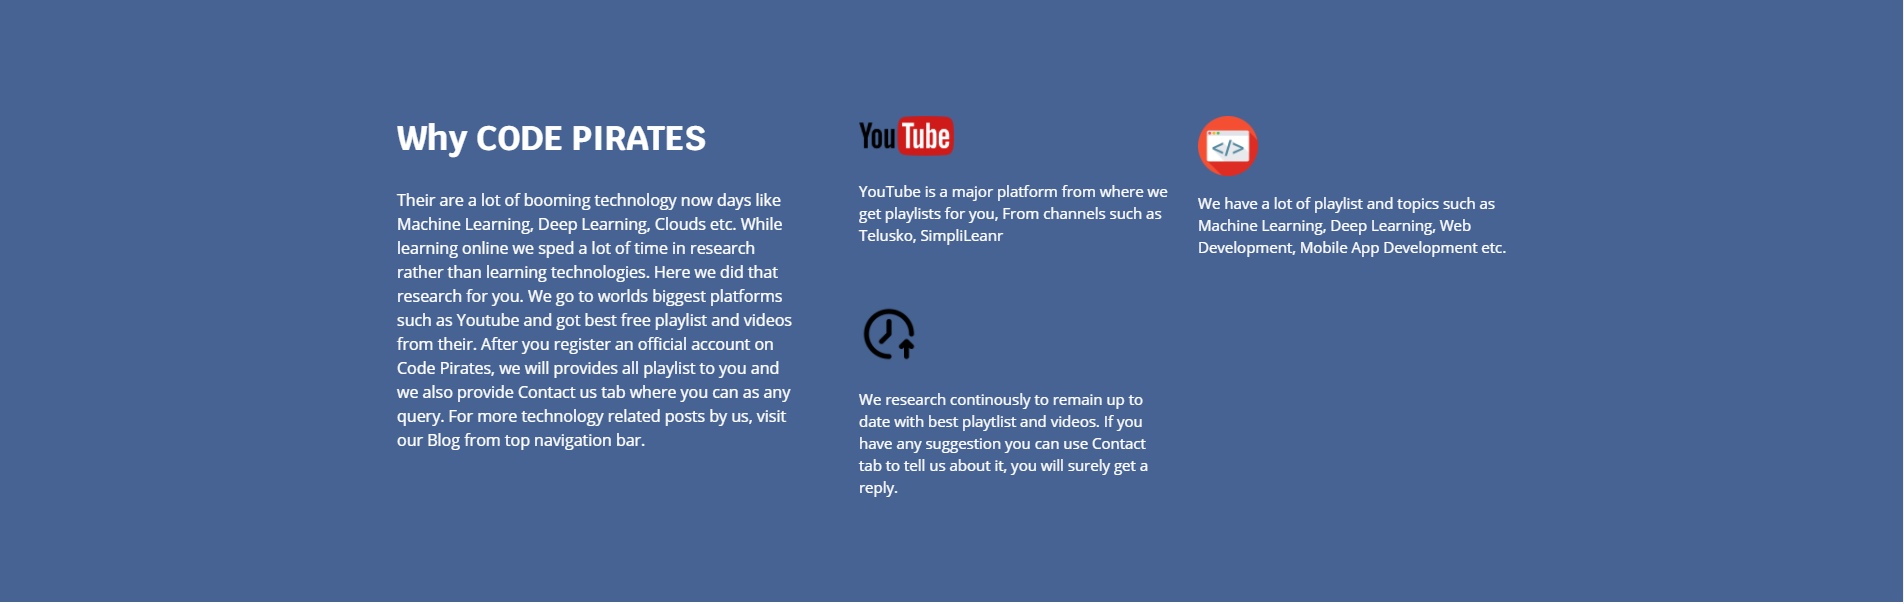 Why CODE PIRATES
Their are a lot of booming technology now days like
Machine Learning, Deep Learning, Clouds etc. While
learning online we sped a lot of time in research
rather than learning technologies. Here we did that
research for you. We go to worlds biggest platforms
such as Youtube and got best free playlist and videos
from their. After you register an official account on
Code Pirates, we will provides all playlist to you and
we also provide Contact us tab where you can as any
query. For more technology related posts by us, visit
our Blog from top navigation bar.
YouTube
YouTube is a major platform from where we
get playlists for you, From channels such as
Telusko, SimpliLeanr
</>
We have a lot of playlist and topics such as
Machine Learning, Deep Learning, Web
Development, Mobile App Development etc.
We research continously to remain up to
date with best playtlist and videos. If you
have any suggestion you can use Contact
tab to tell us about it, you will surely get a
reply.